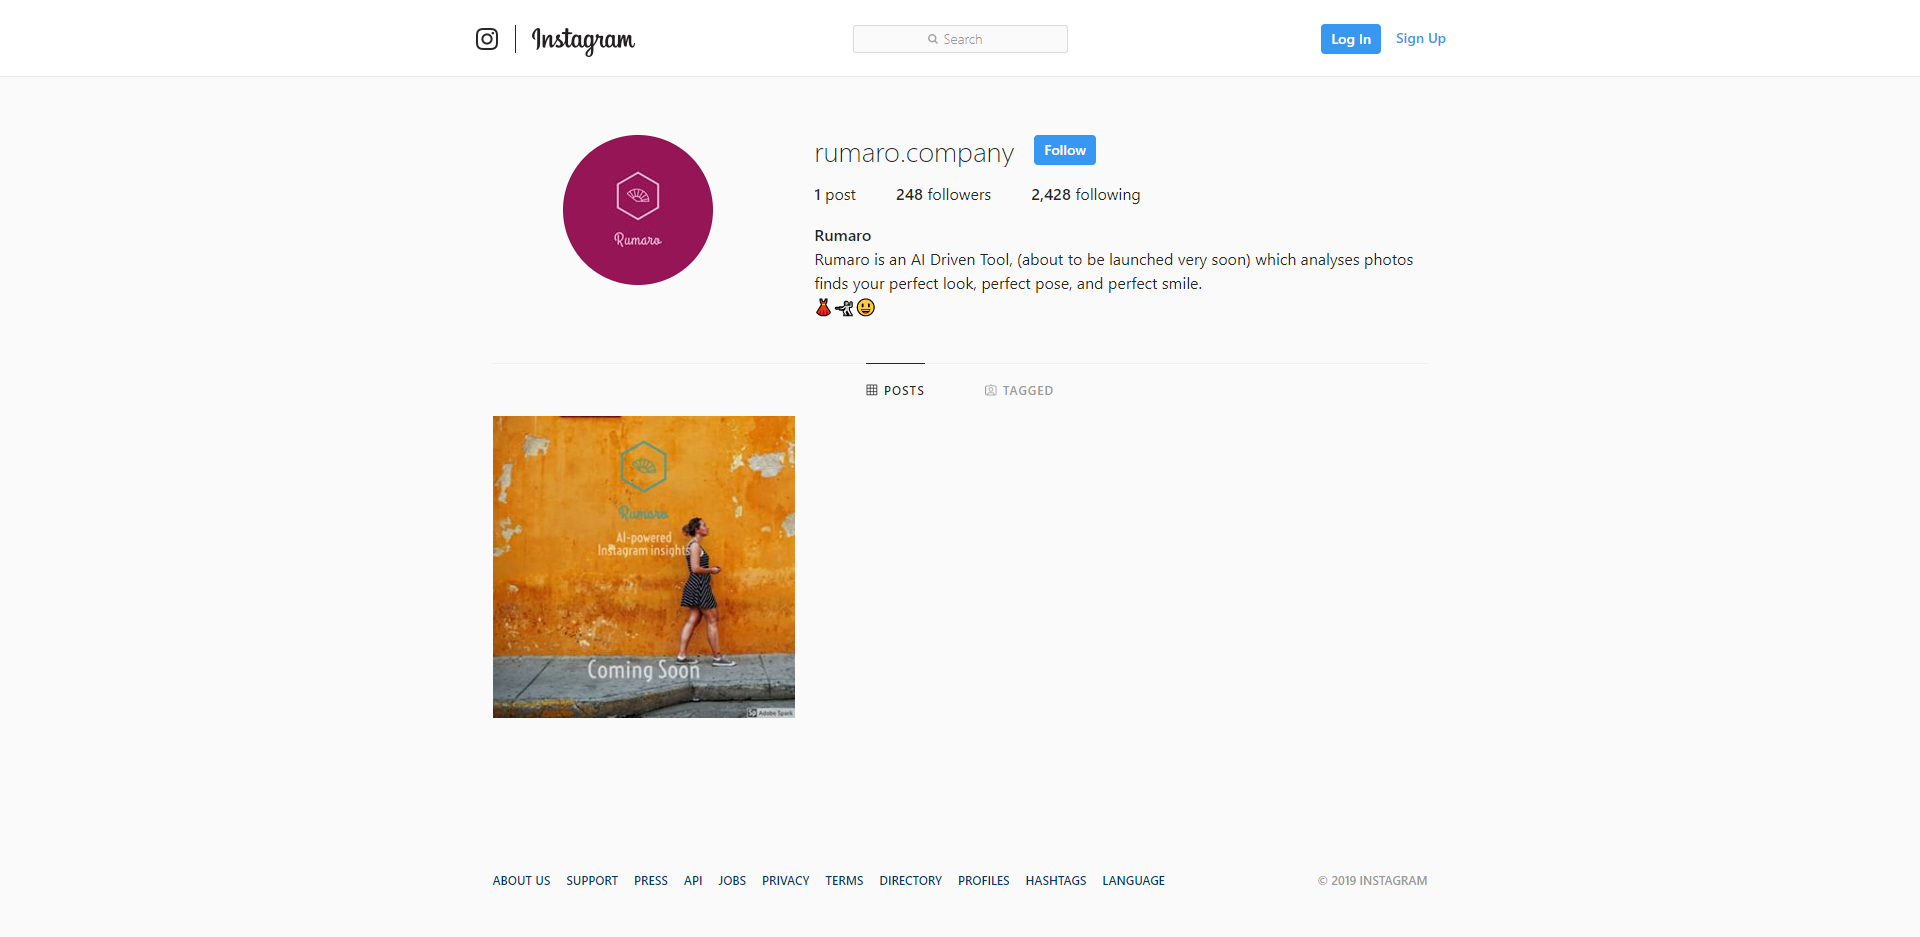 Instagram
Search
Log In
Sign Up
Rumaro
rumaro.company
Follow
1 post
248 followers
2,428 following
Rumaro
Rumaro is an AI Driven Tool, (about to be launched very soon) which analyses photos
finds your perfect look, perfect pose, and perfect smile.
POSTS
TAGGED
Rumaro
AI-powered
Instagram insights
Coming Soon
Adobe Spark
ABOUT US
SUPPORT
PRESS
API
JOBS
PRIVACY
TERMS
DIRECTORY
PROFILES
HASHTAGS
LANGUAGE
© 2019 INSTAGRAM